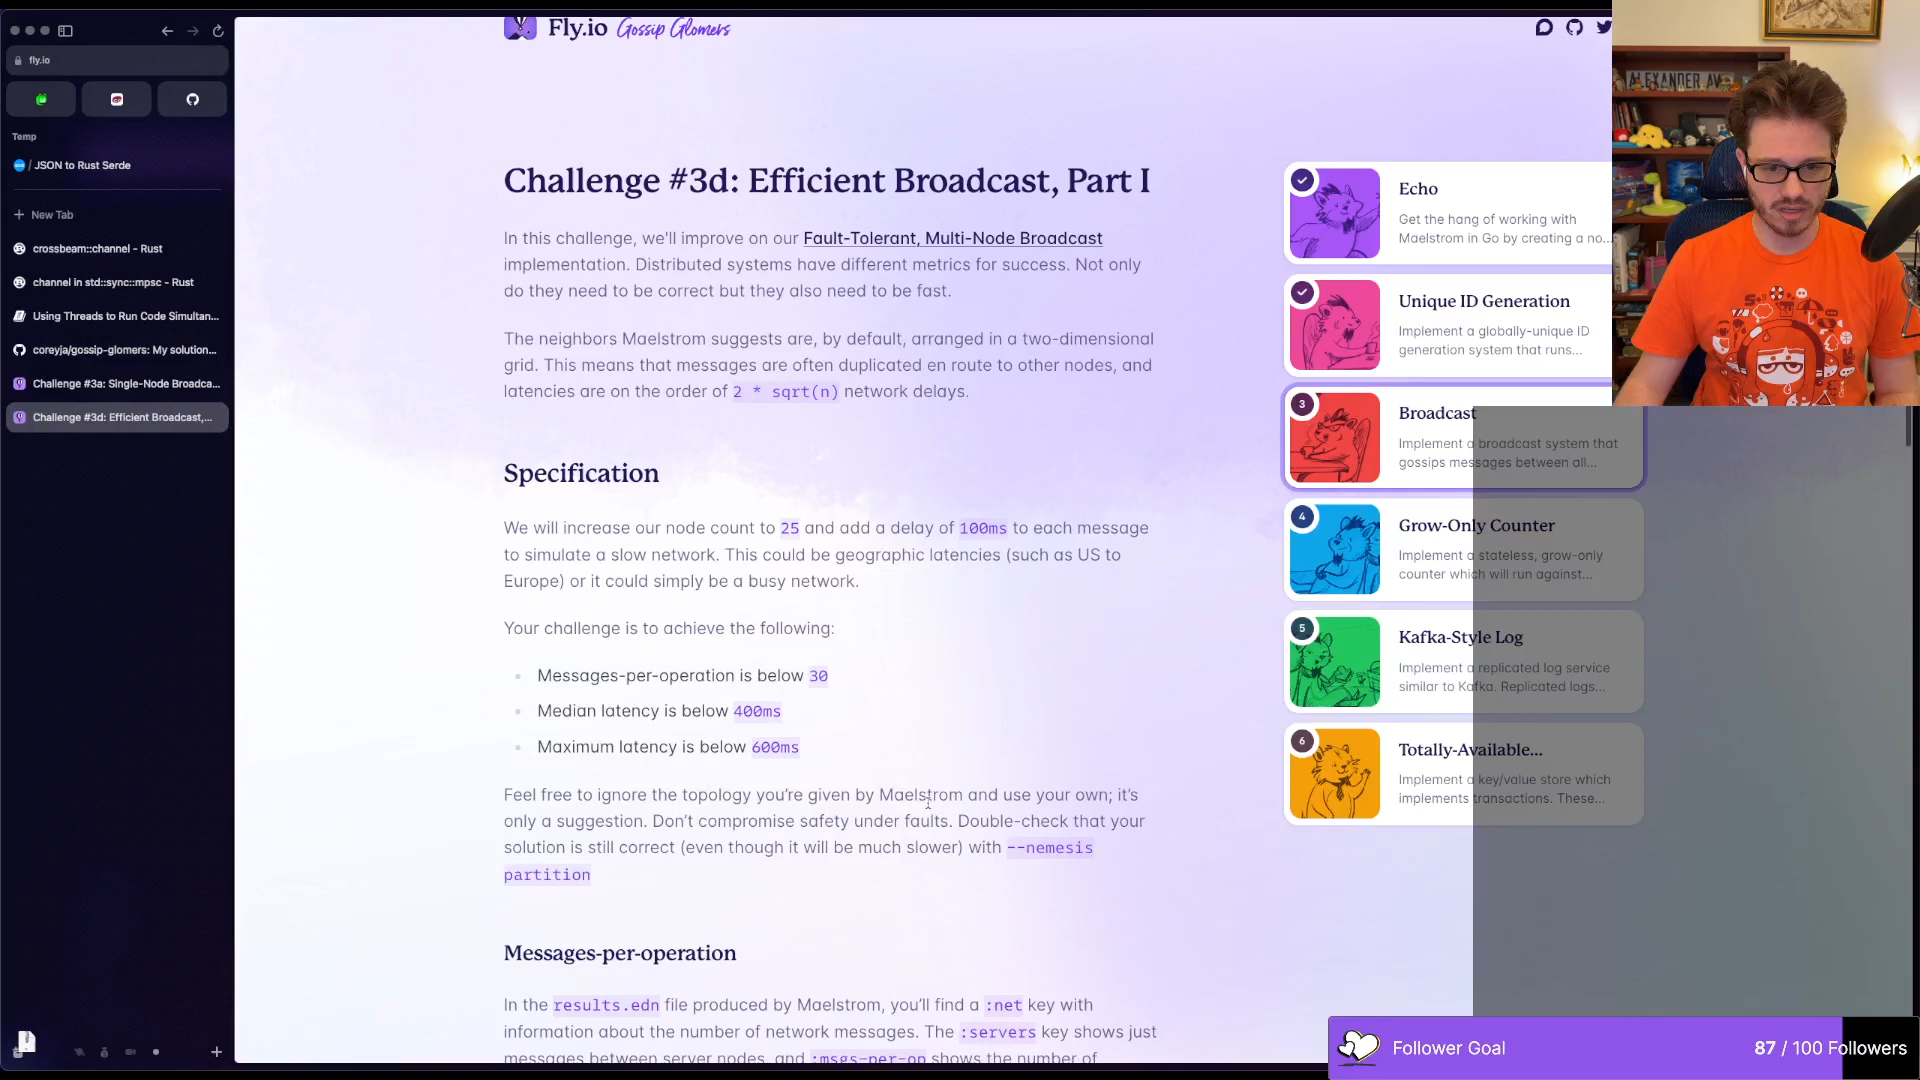 fly.io
Temp
/ JSON to Rust Serde
New Tab
crossbeam::channel - Rust
channel in std::sync::mpsc - Rust
Using Threads to Run Code Simultan...
coreyja/gossip-glomers: My solution...
Challenge #3a: Single-Node Broadca...
Challenge #3d: Efficient Broadcast,...
Fly.io Gossip Glomers
Challenge #3d: Efficient Broadcast, Part I
In this challenge, we'll improve on our Fault-Tolerant, Multi-Node Broadcast
implementation. Distributed systems have different metrics for success. Not only
do they need to be correct but they also need to be fast.
The neighbors Maelstrom suggests are, by default, arranged in a two-dimensional
grid. This means that messages are often duplicated en route to other nodes, and
latencies are on the order of 2 * sqrt(n) network delays.
Specification
We will increase our node count to 25 and add a delay of 100ms to each message
to simulate a slow network. This could be geographic latencies (such as US to
Europe) or it could simply be a busy network.
Your challenge is to achieve the following:
Messages-per-operation is below 30
Median latency is below 400ms
Maximum latency is below 600ms
Feel free to ignore the topology you’re given by Maelstrom and use your own; it’s
only a suggestion. Don’t compromise safety under faults. Double-check that your
solution is still correct (even though it will be much slower) with --nemesis
partition
Messages-per-operation
In the results.edn file produced by Maelstrom, you’ll find a :net key with
information about the number of network messages. The :servers key shows just
messages between server nodes, and :msgs-per-op shows the number of
Echo
Get the hang of working with
Maelstrom in Go by creating a no...
Unique ID Generation
Implement a globally-unique ID
generation system that runs...
3
Broadcast
Implement a broadcast system that
gossips messages between all...
4
Grow-Only Counter
Implement a stateless, grow-only
counter which will run against...
5
Kafka-Style Log
Implement a replicated log service
similar to Kafka. Replicated logs...
6
Totally-Available...
Implement a key/value store which
implements transactions. These...
ALEXANDER AV
Follower Goal
87 / 100 Followers